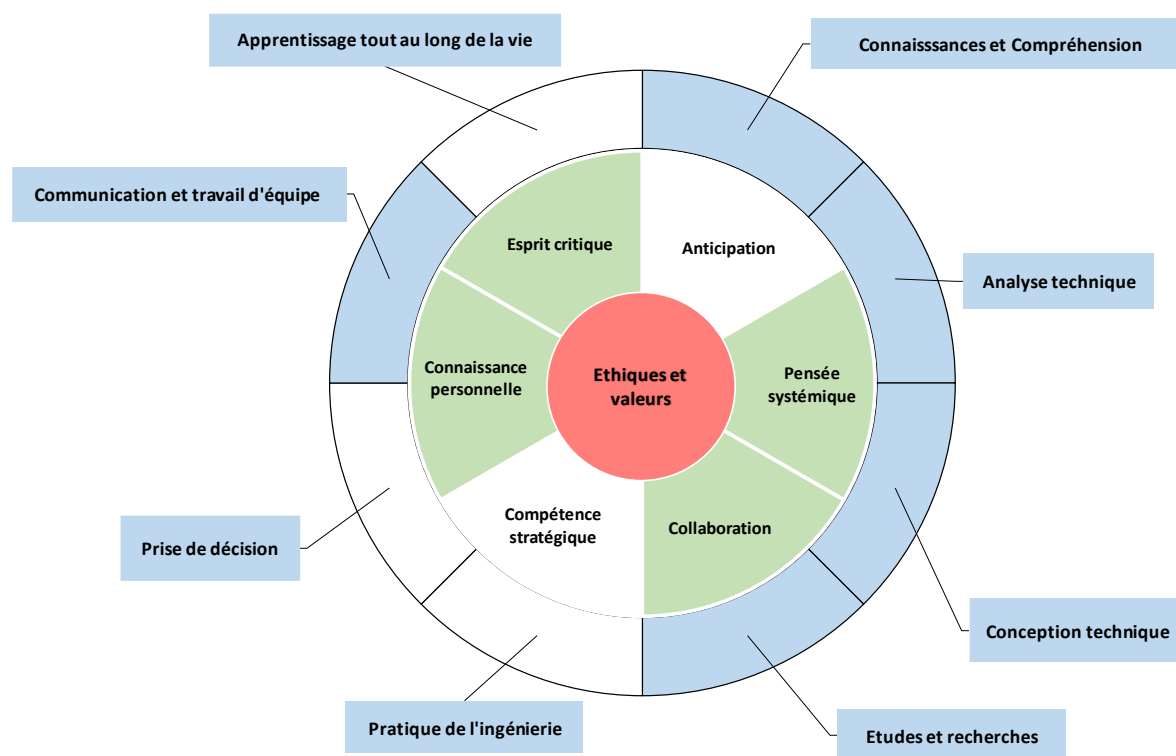 Apprentissage tout au long de la vie
Connaisssances et Compréhension
Communication et travail d'équipe
Esprit critique
Anticipation
Analyse technique
Connaissance
personnelle
Ethiques et
valeurs
Pensée
systémique
Compétence
stratégique
Collaboration
Prise de décision
Conception technique
Pratique de l'ingénierie
Etudes et recherches